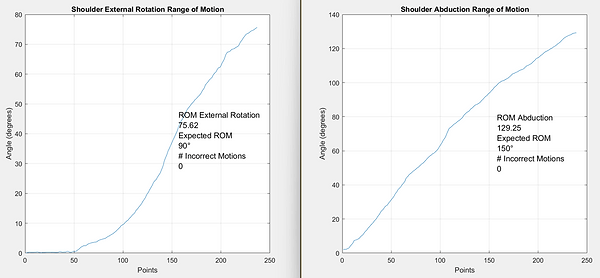 Shoulder External Rotation Range of Motion
80
70
60
50
40
30
20
10
0
Angle (degrees)
ROM External Rotation
75.62
Expected ROM
90°
# Incorrect Motions
0
0
50
100
150
200
250
Points
Shoulder Abduction Range of Motion
140
120
100
80
60
40
20
0
Angle (degrees)
ROM Abduction
129.25
Expected ROM
150°
# Incorrect Motions
0
0
50
100
150
200
250
Points